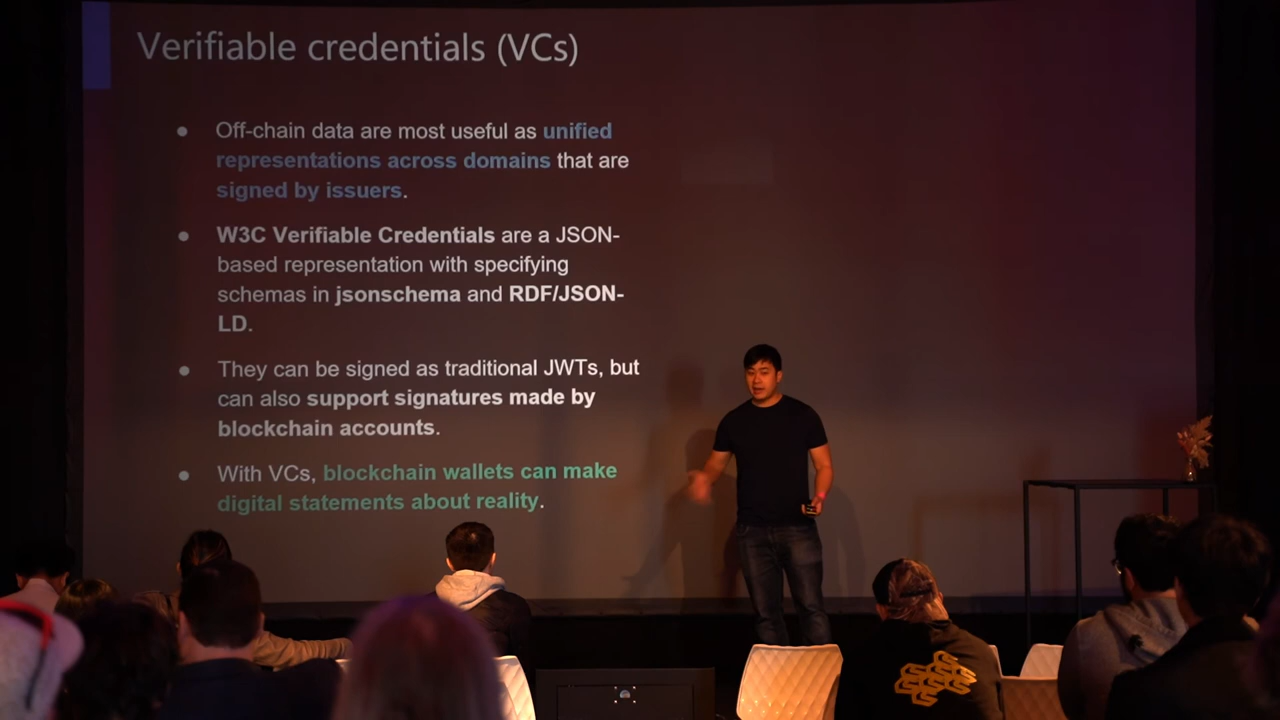 Verifiable credentials (VCs)
● Off-chain data are most useful as unified
representations across domains that are
signed by issuers.
● W3C Verifiable Credentials are a JSON-
based representation with specifying
schemas in jsonschema and RDF/JSON-
LD.
● They can be signed as traditional JWTs, but
can also support signatures made by
blockchain accounts.
● With VCs, blockchain wallets can make
digital statements about reality.